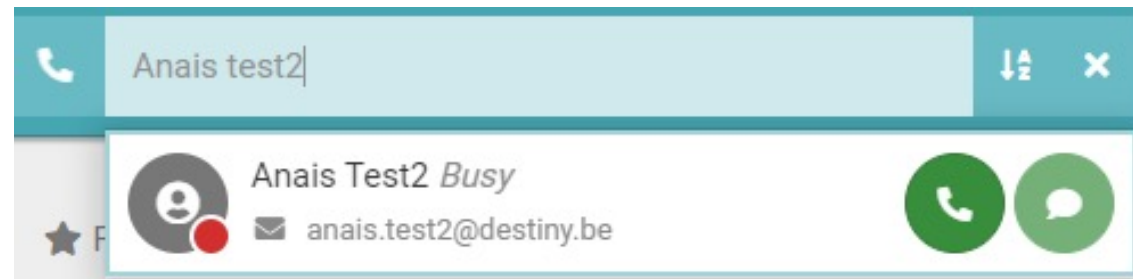 Anais test2
Anais Test2 Busy
anais.test2@destiny.be
F